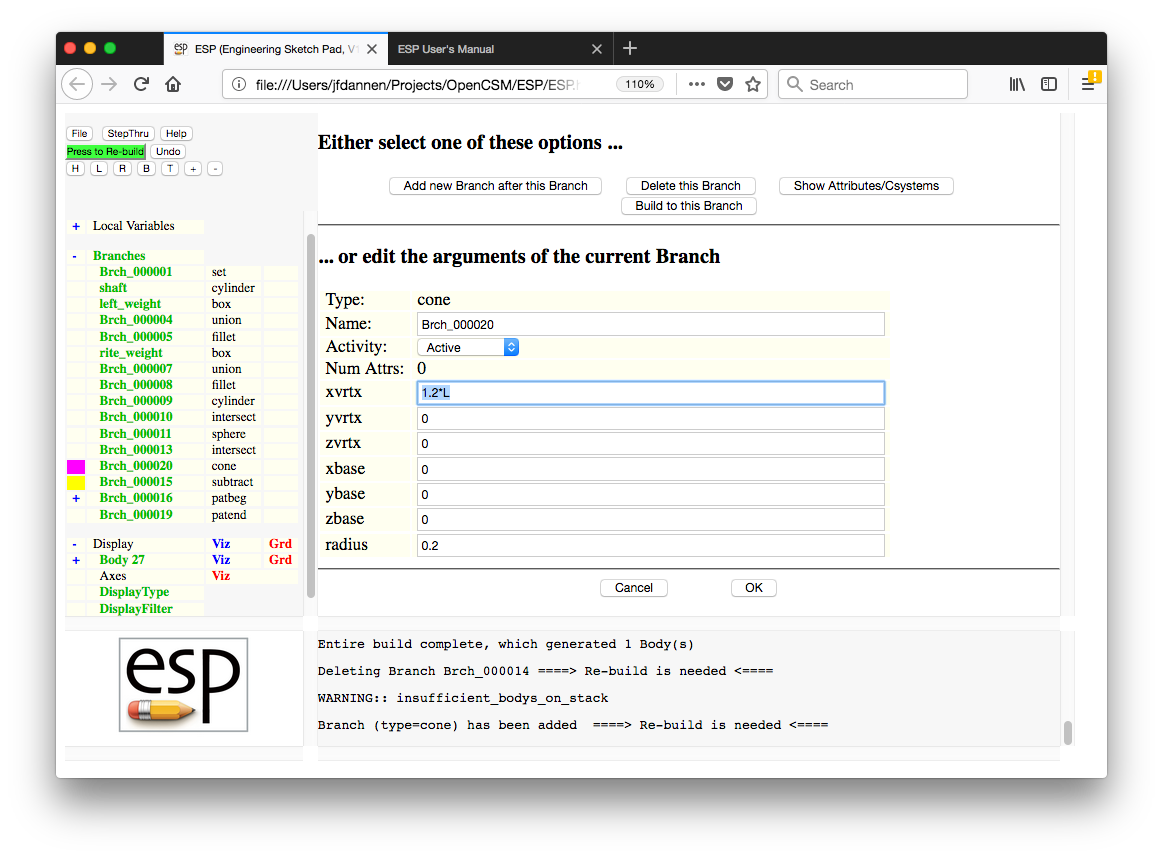 esp ESP (Engineering Sketch Pad, V1
ESP User's Manual
file:///Users/jfdannen/Projects/OpenCSM/ESP/ESP. 110% Search
File StepThru Help
Press to Re-build Undo
H L R B T + -
+ Local Variables
- Branches
Brch_000001 set
shaft cylinder
left_weight box
Brch_000004 union
Brch_000005 fillet
rite_weight box
Brch_000007 union
Brch_000008 fillet
Brch_000009 cylinder
Brch_000010 intersect
Brch_000011 sphere
Brch_000013 intersect
Brch_000020 cone
Brch_000015 subtract
+ Brch_000016 patbeg
Brch_000019 patend
- Display Viz Grd
+ Body 27 Viz Grd
Axes Viz
DisplayType
DisplayFilter
Either select one of these options ...
Add new Branch after this Branch Delete this Branch Show Attributes/Csystems
Build to this Branch
... or edit the arguments of the current Branch
Type: cone
Name: Brch_000020
Activity: Active
Num Attrs: 0
xvrtx 1.2*L
yvrtx 0
zvrtx 0
xbase 0
ybase 0
zbase 0
radius 0.2
Cancel OK
esp
Entire build complete, which generated 1 Body(s)
Deleting Branch Brch_000014 ====> Re-build is needed <====
WARNING:: insufficient_bodys_on_stack
Branch (type=cone) has been added ====> Re-build is needed <====